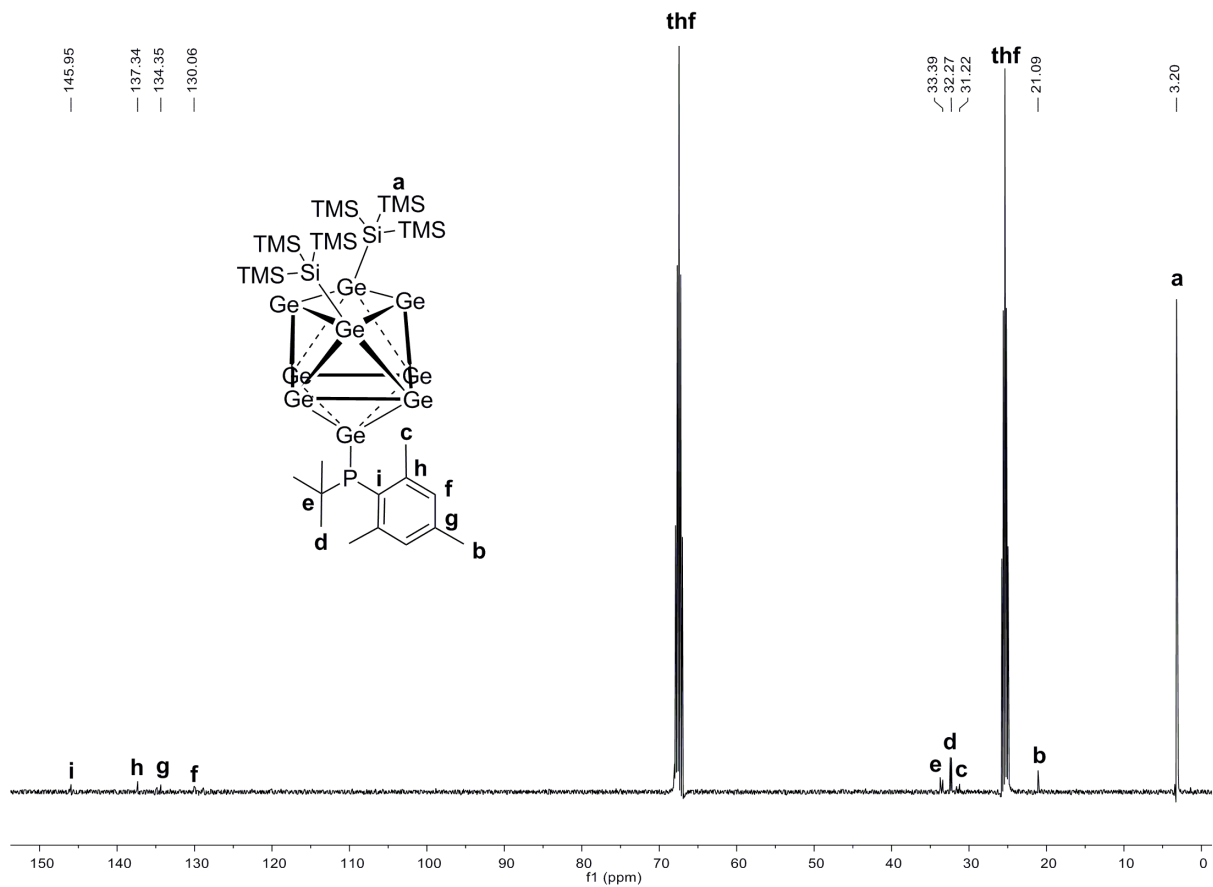 thf
thf
145.95
137.34
134.35
130.06
33.39
32.27
31.22
21.09
3.20
a
TMS TMS
TMS TMS Si TMS
TMS Si
Ge
Ge Ge
Ge
Ge Ge
Ge Ge
Ge
c
P i h f
e g
d b
a
i h g f
e d c b
150 140 130 120 110 100 90 80 70 60 50 40 30 20 10 0
f1 (ppm)